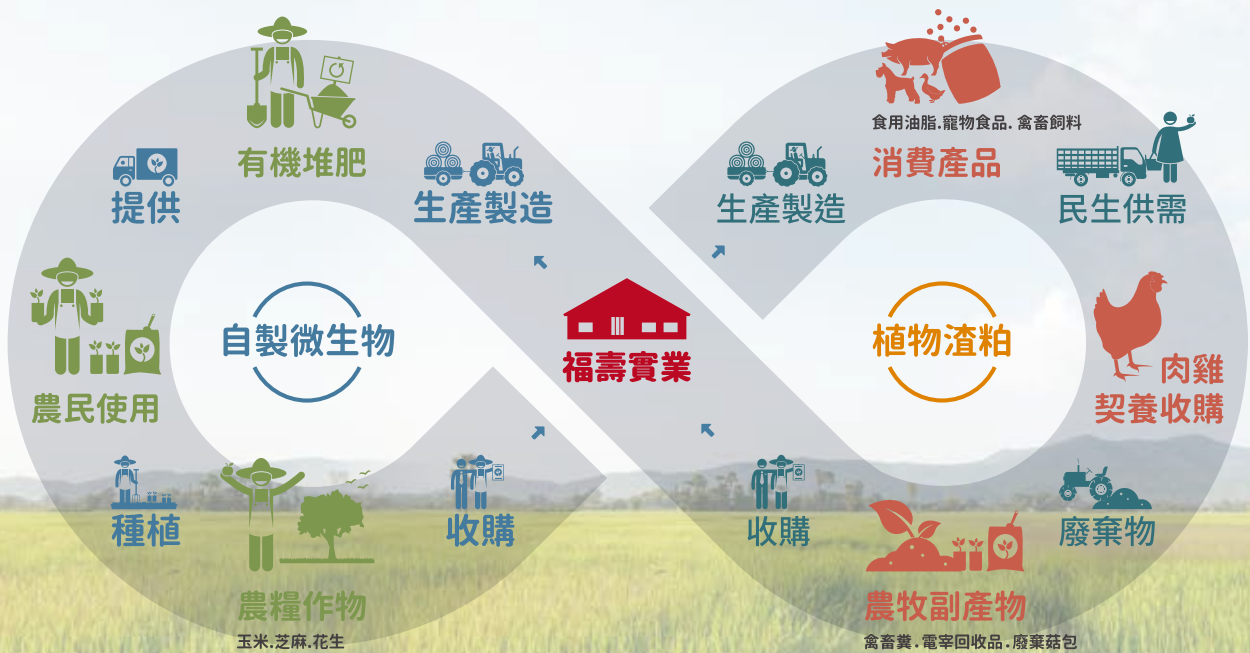 食用油脂.寵物食品. 禽畜飼料
有機堆肥
消費產品
提供
生產製造
生產製造
民生供需
自製微生物
福壽實業
植物渣粕
肉雞
契養收購
農民使用
種植
收購
收購
廢棄物
農糧作物
農牧副產物
玉米.芝麻.花生
禽畜糞.電宰回收品.廢棄菇包